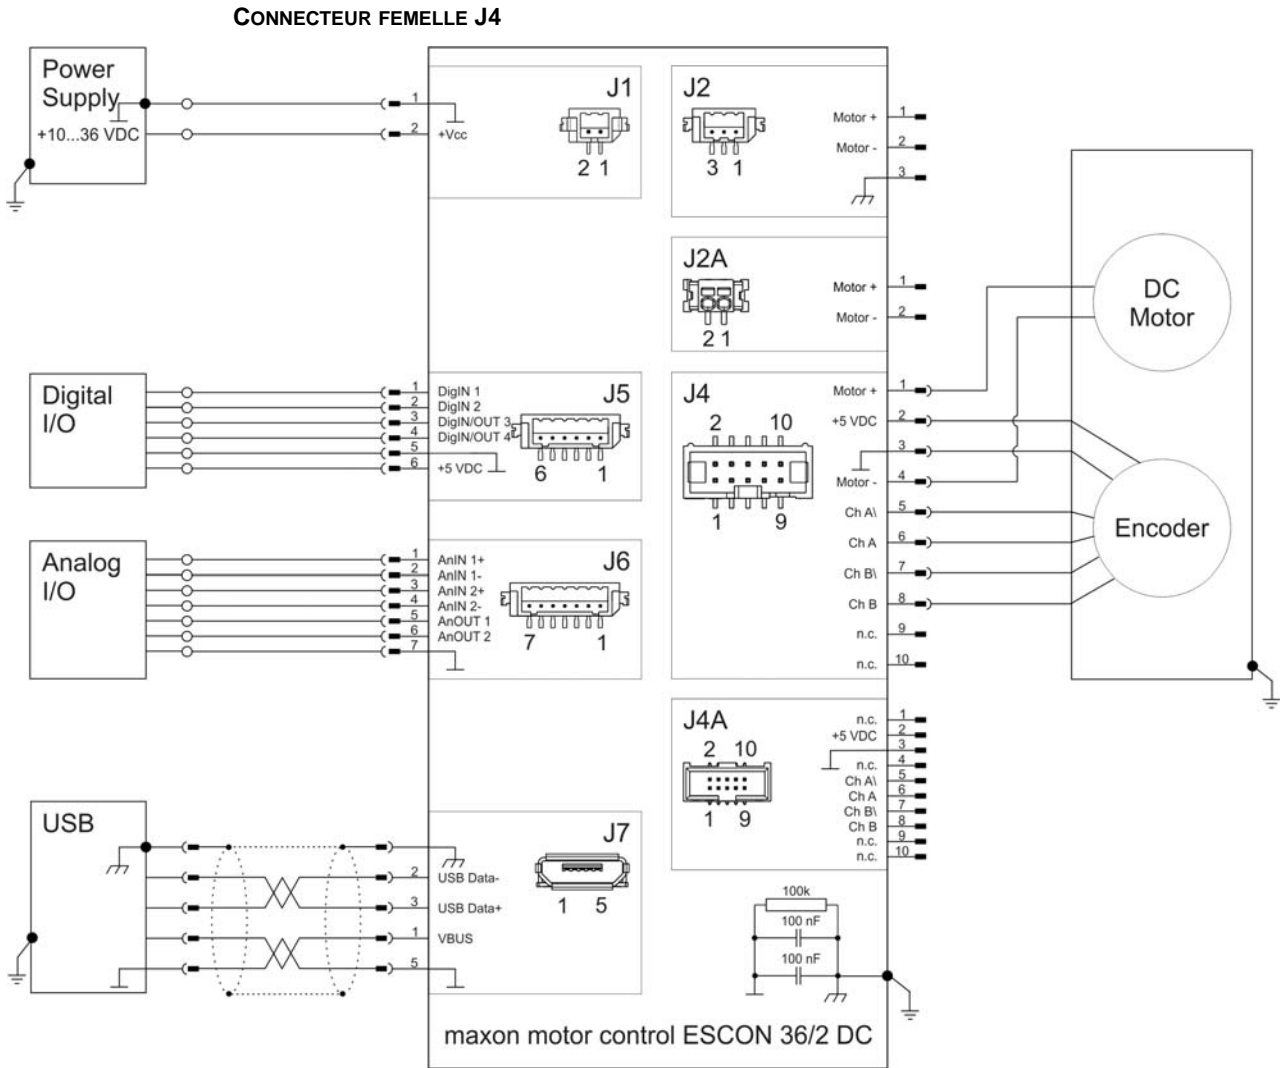 CONNECTEUR FEMELLE J4
Power
Supply
+10...36 VDC
1
2
+Vcc
J1
2 1
J2
3 1
Motor +
Motor -
1
2
3
J2A
2 1
Motor +
Motor -
1
2
DC
Motor
Digital
I/O
1
2
3
4
5
6
DigIN 1
DigIN 2
DigIN/OUT 3
DigIN/OUT 4
+5 VDC
J5
6 1
J4
2 10
1 9
Motor +
+5 VDC
Motor -
Ch A\
Ch A
Ch B\
Ch B
n.c.
n.c.
1
2
3
4
5
6
7
8
9
10
Encoder
Analog
I/O
1
2
3
4
5
6
7
AnIN 1+
AnIN 1-
AnIN 2+
AnIN 2-
AnOUT 1
AnOUT 2
J6
7 1
J4A
2 10
1 9
n.c.
+5 VDC
n.c.
Ch A\
Ch A
Ch B\
Ch B
n.c.
n.c.
1
2
3
4
5
6
7
8
9
10
USB
2
3
1
5
USB Data-
USB Data+
VBUS
J7
1 5
100k
100 nF
100 nF
maxon motor control ESCON 36/2 DC